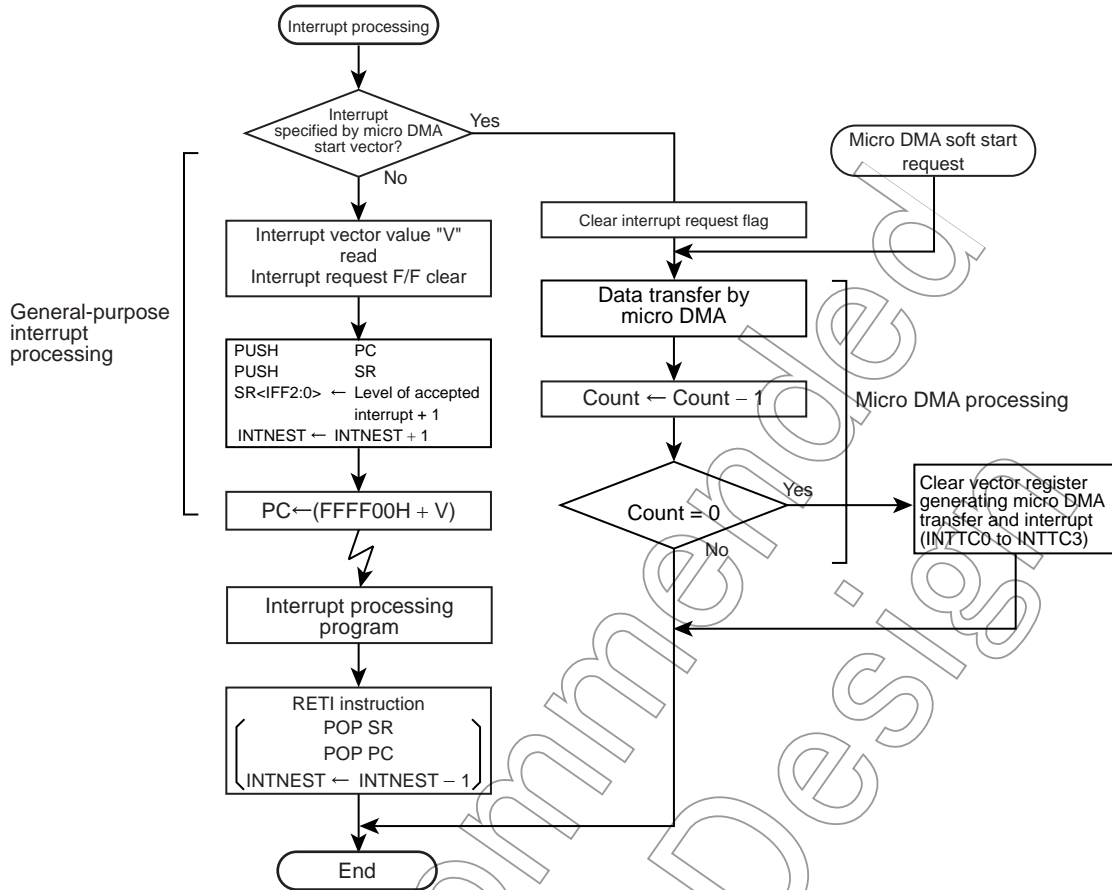 Interrupt processing
Interrupt
specified by micro DMA
start vector?
Yes
No
Micro DMA soft start
request
General-purpose
interrupt
processing
Interrupt vector value "V"
read
Interrupt request F/F clear
Clear interrupt request flag
Data transfer by
micro DMA
PUSH PC
PUSH SR
SR<IFF2:0> ← Level of accepted
interrupt + 1
INTNEST ← INTNEST + 1
Count ← Count − 1
Micro DMA processing
PC←(FFFF00H + V)
Count = 0
Yes
No
Clear vector register
generating micro DMA
transfer and interrupt
(INTTC0 to INTTC3)
Interrupt processing
program
RETI instruction
POP SR
POP PC
INTNEST ← INTNEST − 1
End
ommended
Design